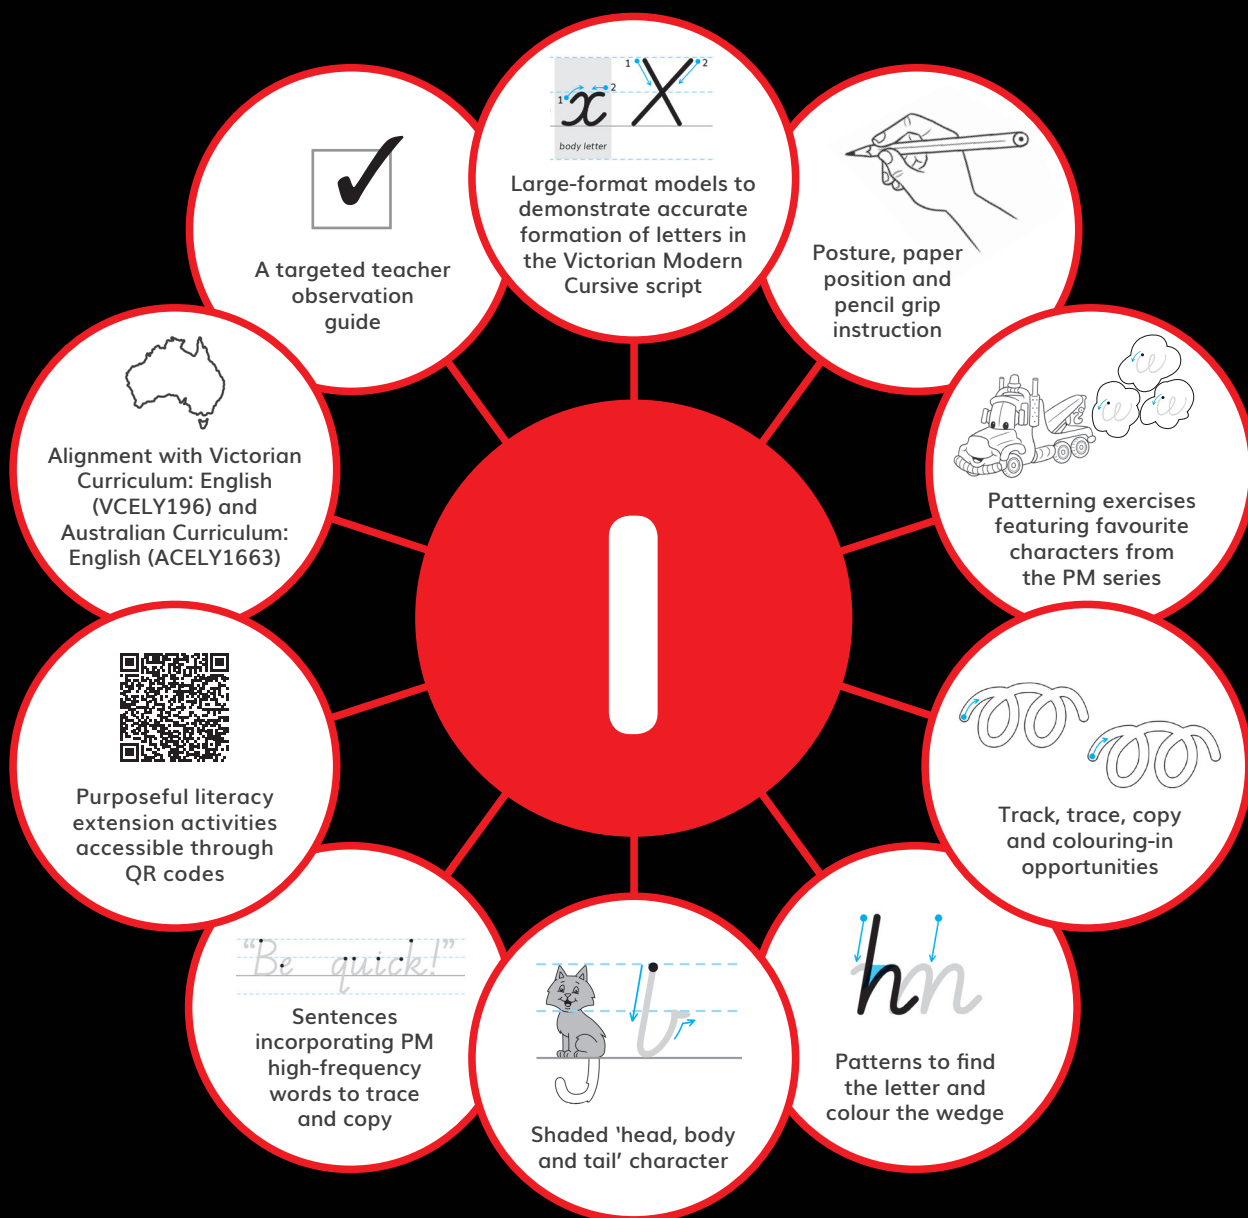 1 2
1 2
body letter
Large-format models to
demonstrate accurate
formation of letters in
the Victorian Modern
Cursive script
Posture, paper
position and
pencil grip
instruction
Patterning exercises
featuring favourite
characters from
the PM series
Track, trace, copy
and colouring-in
opportunities
Patterns to find
the letter and
colour the wedge
Shaded ‘head, body
and tail’ character
“Be quick!”
Sentences
incorporating PM
high-frequency
words to trace
and copy
Purposeful literacy
extension activities
accessible through
QR codes
Alignment with Victorian
Curriculum: English
(VCELY196) and
Australian Curriculum:
English (ACELY1663)
A targeted teacher
observation
guide